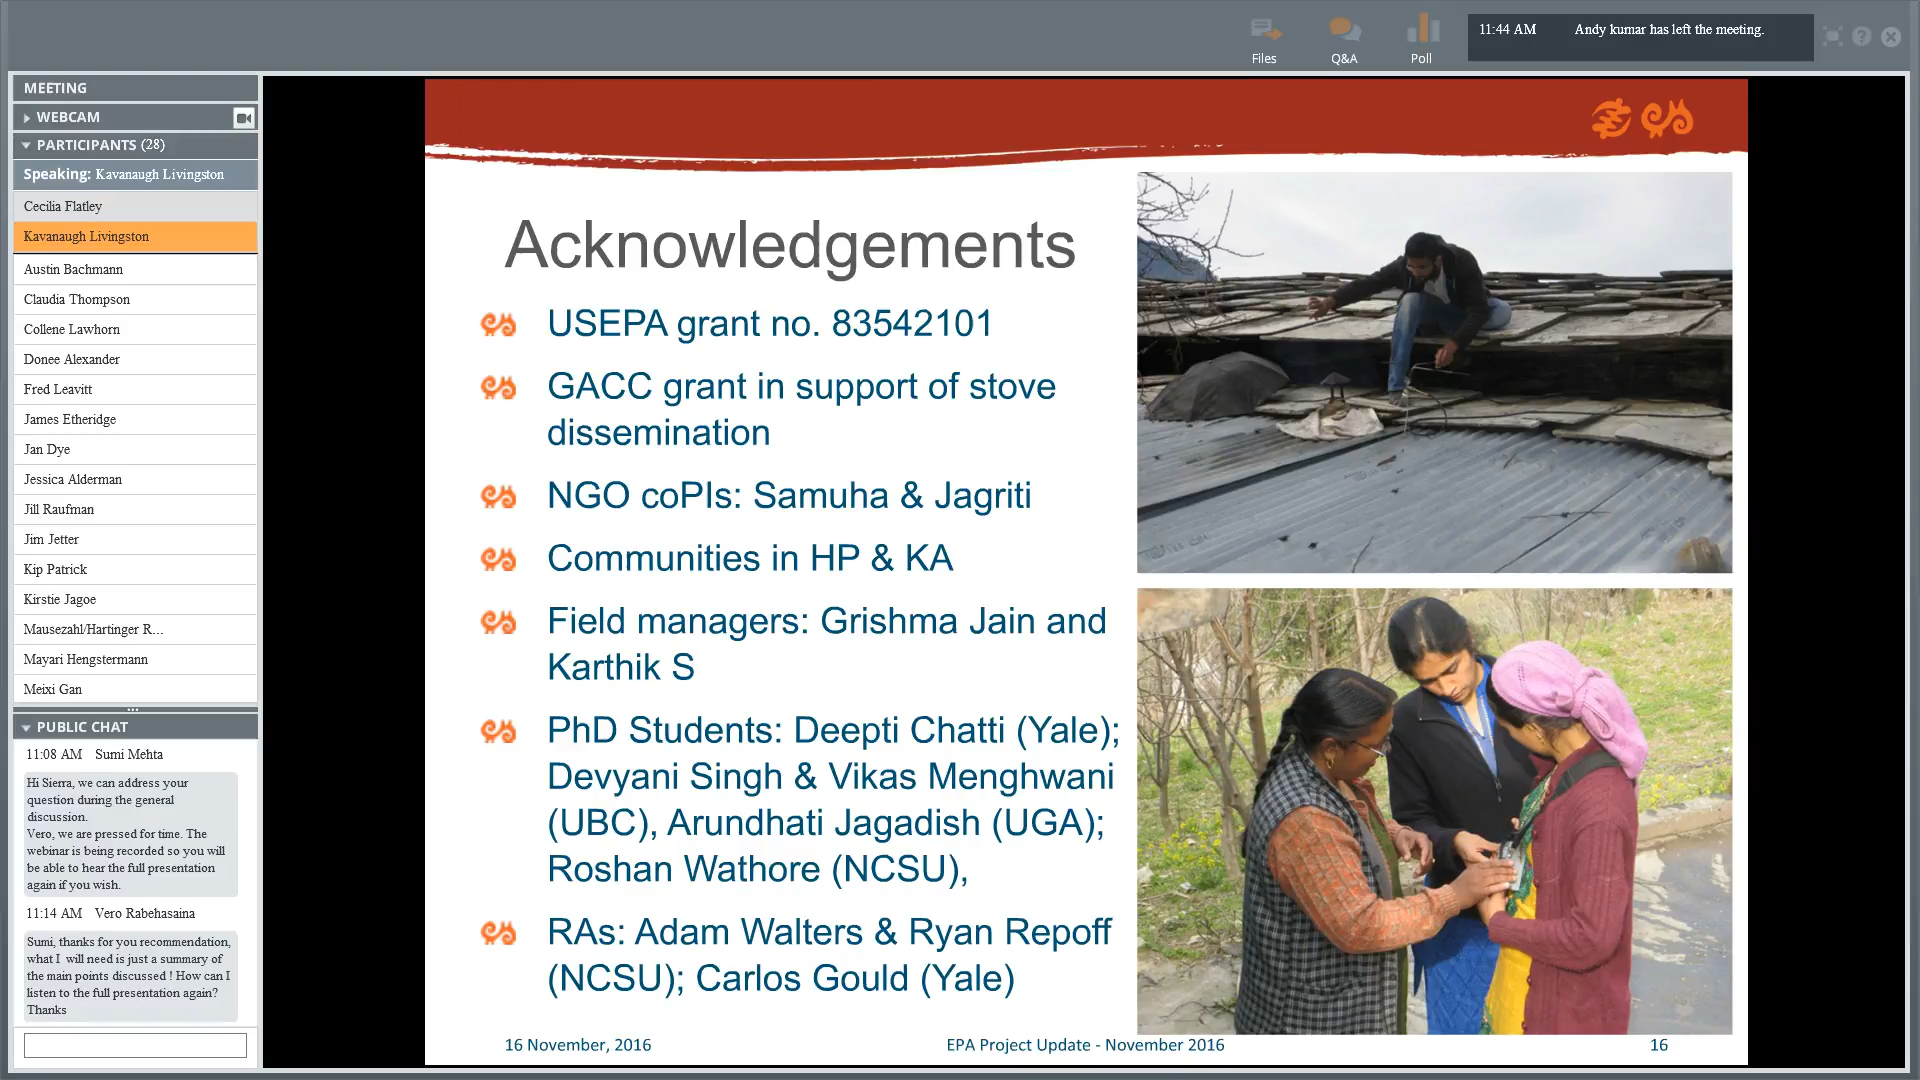 Files
Q&A
Poll
11:44 AM Andy kumar has left the meeting.
MEETING
WEBCAM
PARTICIPANTS (28)
Speaking: Kavanaugh Livingston
Cecilia Flatley
Kavanaugh Livingston
Austin Bachmann
Claudia Thompson
Collene Lawhorn
Donee Alexander
Fred Leavitt
James Etheridge
Jan Dye
Jessica Alderman
Jill Raufman
Jim Jetter
Kip Patrick
Kirstie Jagoe
Mausezahl/Hartinger R...
Mayari Hengstermann
Meixi Gan
PUBLIC CHAT
11:08 AM Sumi Mehta
Hi Sierra, we can address your
question during the general
discussion.
Vero, we are pressed for time. The
webinar is being recorded so you will
be able to hear the full presentation
again if you wish.
11:14 AM Vero Rabehasaina
Sumi, thanks for you recommendation,
what I will need is just a summary of
the main points discussed ! How can I
listen to the full presentation again?
Thanks
Acknowledgements
USEPA grant no. 83542101
GACC grant in support of stove
dissemination
NGO coPIs: Samuha & Jagriti
Communities in HP & KA
Field managers: Grishma Jain and
Karthik S
PhD Students: Deepti Chatti (Yale);
Devyani Singh & Vikas Menghwani
(UBC), Arundhati Jagadish (UGA);
Roshan Wathore (NCSU),
RAs: Adam Walters & Ryan Repoff
(NCSU); Carlos Gould (Yale)
16 November, 2016
EPA Project Update - November 2016
16